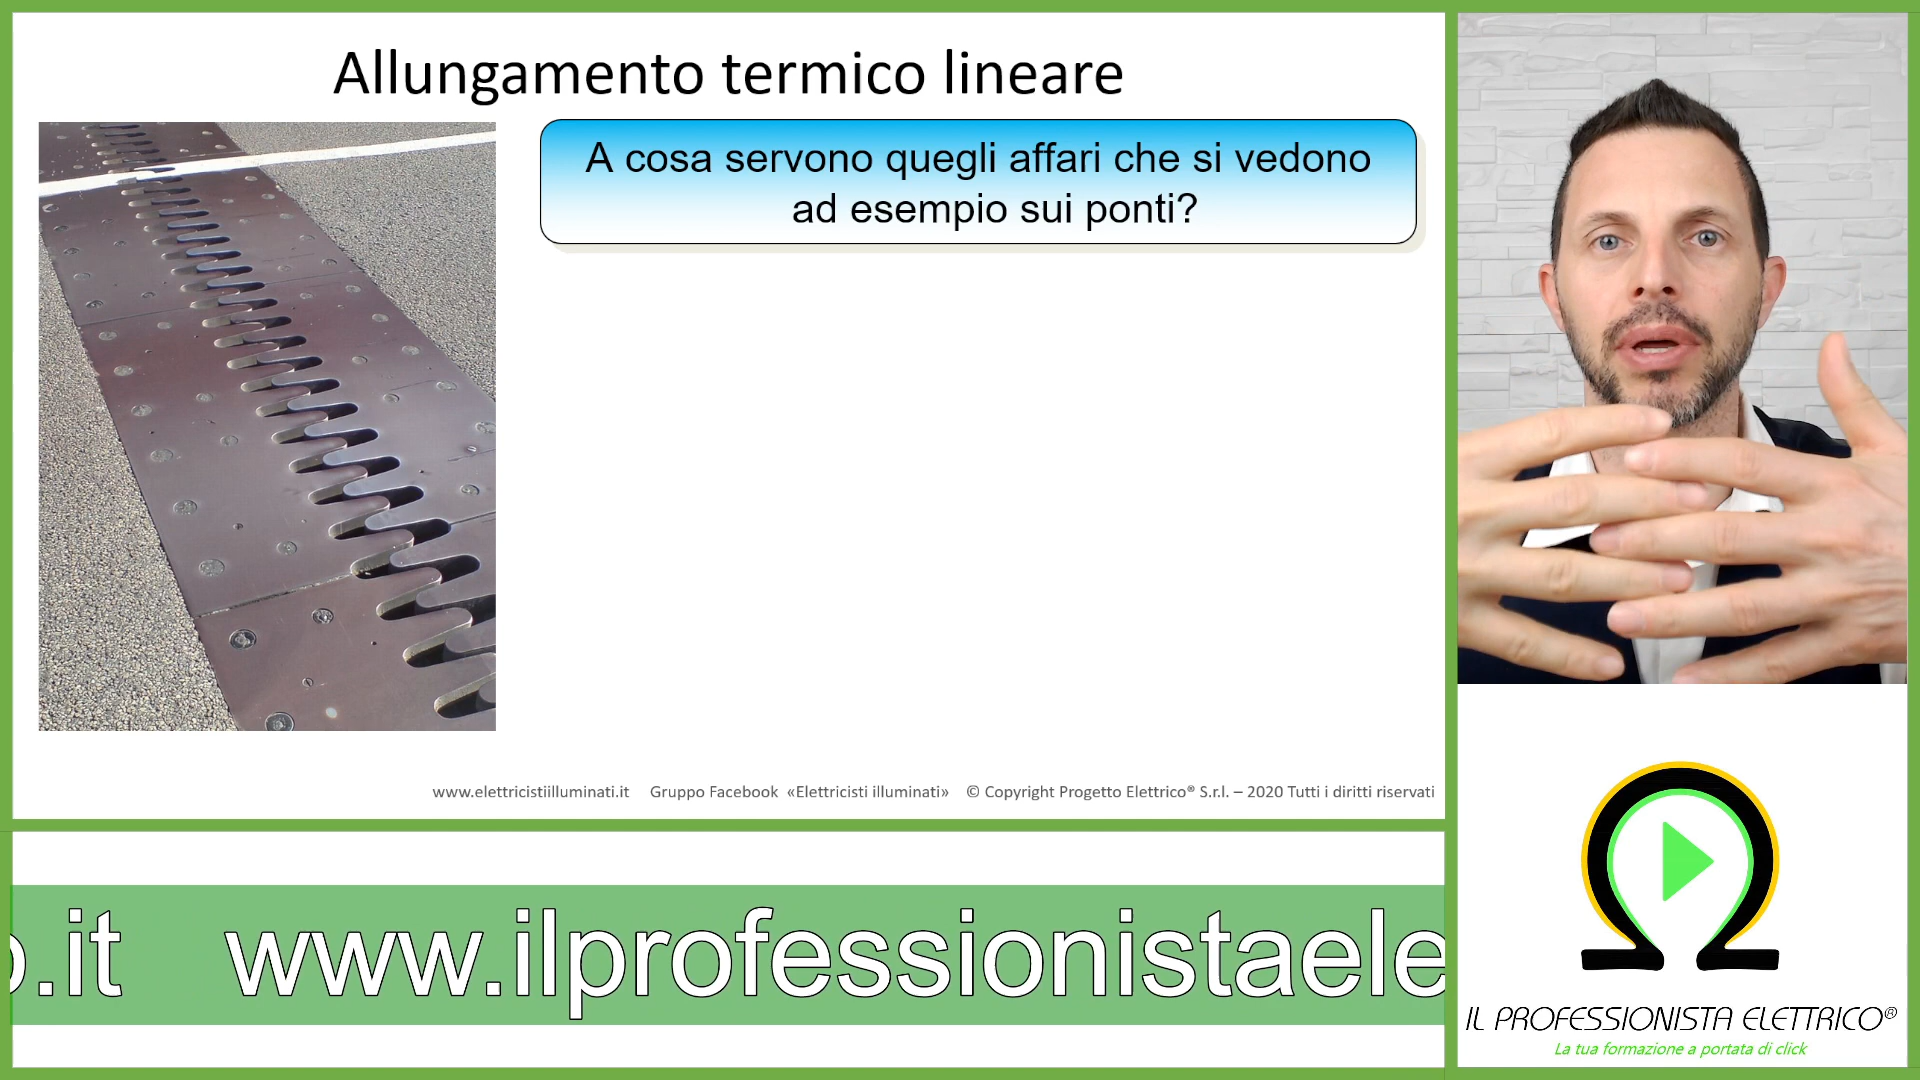 Allungamento termico lineare
A cosa servono quegli affari che si vedono
ad esempio sui ponti?
www.elettricistiilluminati.it Gruppo Facebook «Elettricisti illuminati» © Copyright Progetto Elettrico® S.r.l. – 2020 Tutti i diritti riservati
o.it www.ilprofessionistaele
IL PROFESSIONISTA ELETTRICO®
La tua formazione a portata di click